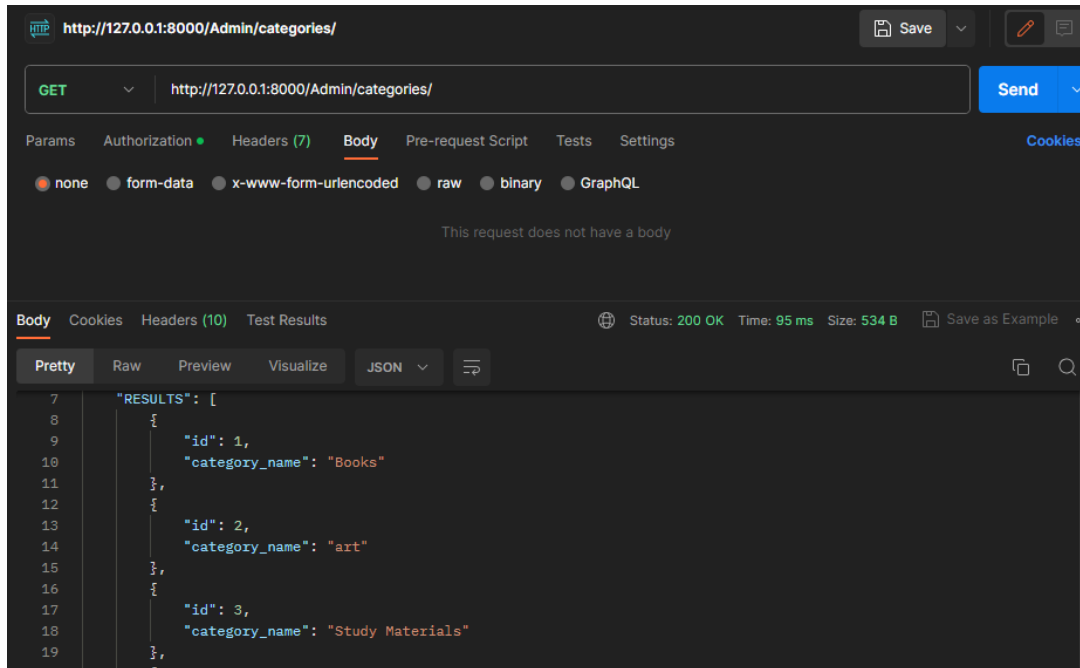 HTTP http://127.0.0.1:8000/Admin/categories/ Save
GET http://127.0.0.1:8000/Admin/categories/ Send
Params Authorization Headers (7) Body Pre-request Script Tests Settings Cookies
none form-data x-www-form-urlencoded raw binary GraphQL
This request does not have a body
Body Cookies Headers (10) Test Results Status: 200 OK Time: 95 ms Size: 534 B Save as Example
Pretty Raw Preview Visualize JSON
7 "RESULTS": [
8 {
9 "id": 1,
10 "category_name": "Books"
11 },
12 {
13 "id": 2,
14 "category_name": "art"
15 },
16 {
17 "id": 3,
18 "category_name": "Study Materials"
19 },